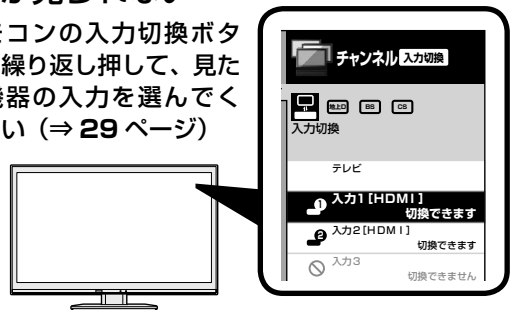 モコンの入力切換ボタ
繰り返し押して、見た
機器の入力を選んでく
い（⇒ 29 ページ）
チャンネル 入力切換
地上D BS CS
入力切換
テレビ
1 入力1 [HDMI]
切換できます
2 入力2 [HDMI]
切換できます
入力3
切換できません